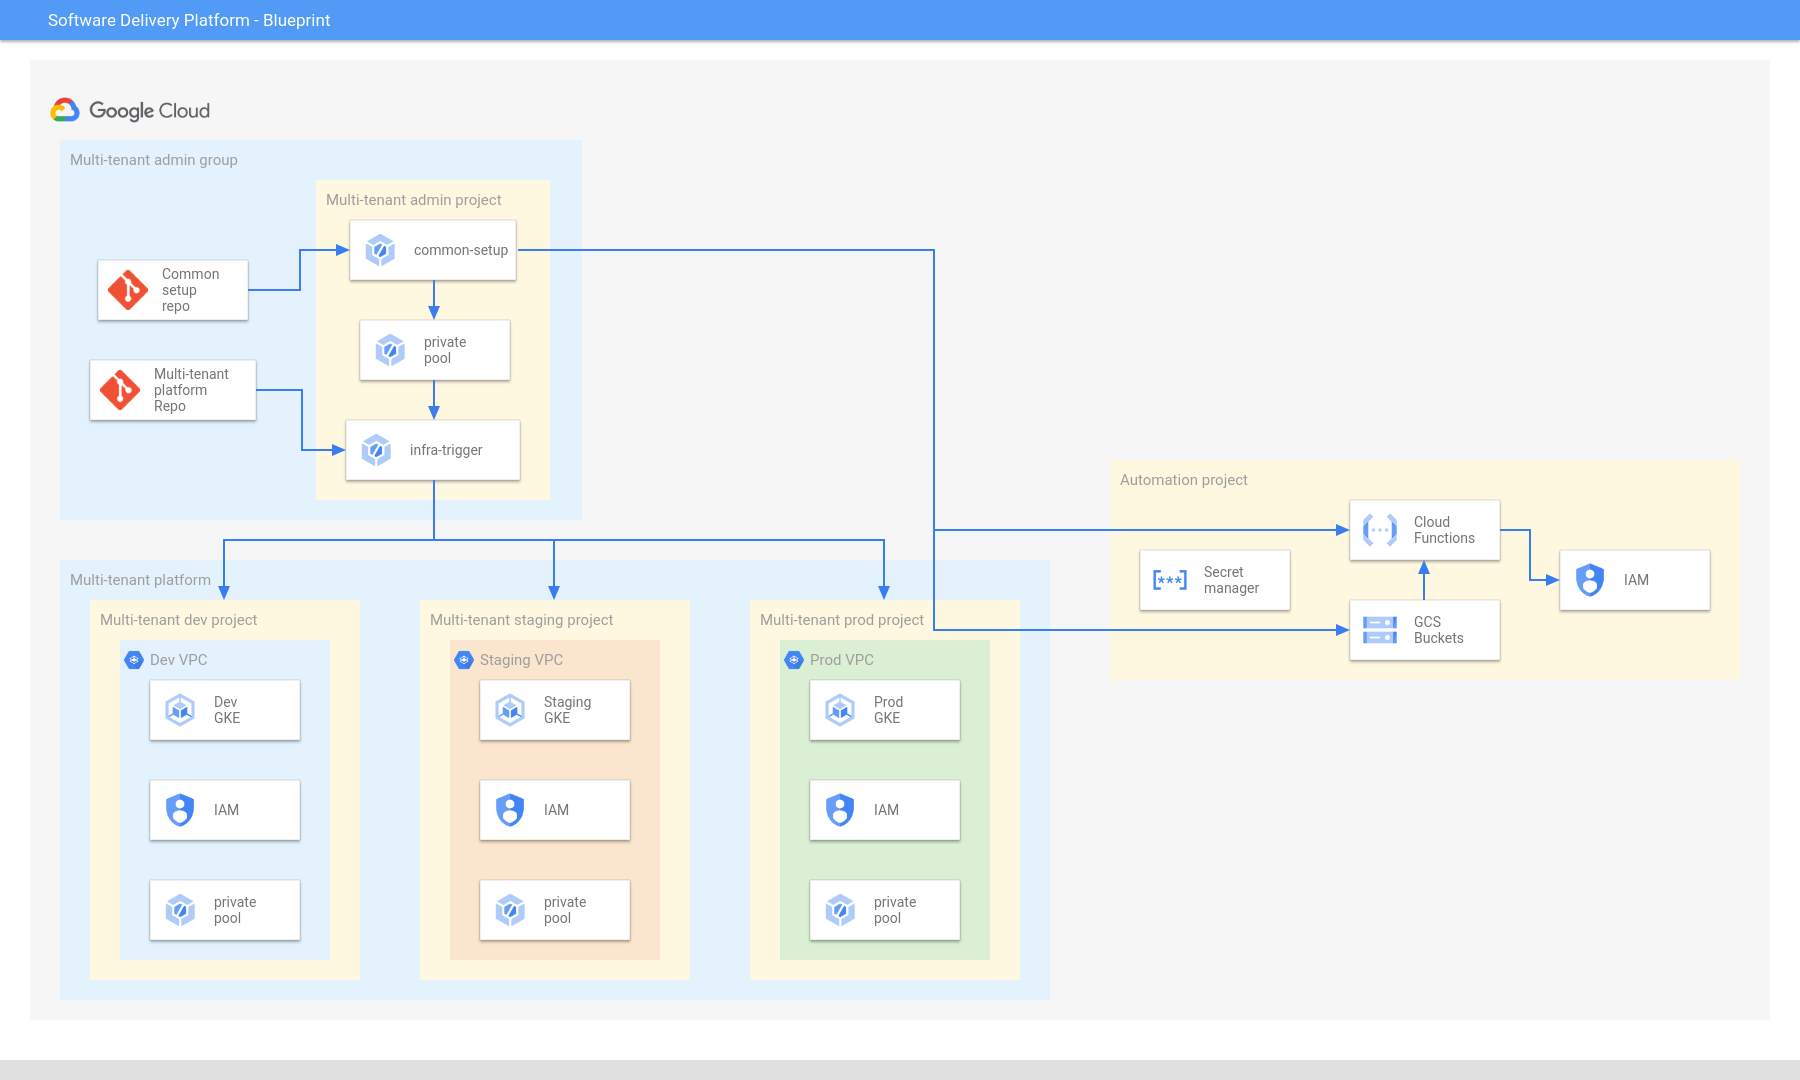 Software Delivery Platform - Blueprint
Google Cloud
Multi-tenant admin group
Multi-tenant admin project
common-setup
Common
setup
repo
private
pool
Multi-tenant
platform
Repo
infra-trigger
Automation project
Cloud
Functions
Secret
manager
IAM
GCS
Buckets
Multi-tenant platform
Multi-tenant dev project
Dev VPC
Dev
GKE
IAM
private
pool
Multi-tenant staging project
Staging VPC
Staging
GKE
IAM
private
pool
Multi-tenant prod project
Prod VPC
Prod
GKE
IAM
private
pool